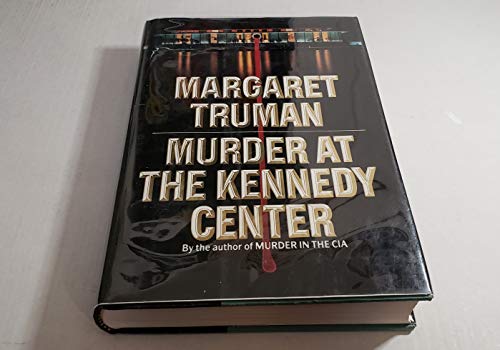 MARGARET
TRUMAN
MURDER AT
THE KENNEDY
CENTER
By the author of MURDER IN THE CIA